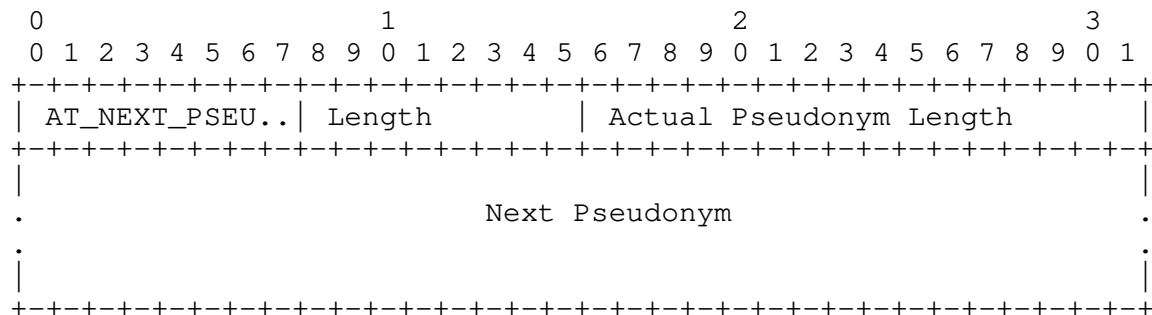 0                   1                   2                   3
 0 1 2 3 4 5 6 7 8 9 0 1 2 3 4 5 6 7 8 9 0 1 2 3 4 5 6 7 8 9 0 1
+-+-+-+-+-+-+-+-+-+-+-+-+-+-+-+-+-+-+-+-+-+-+-+-+-+-+-+-+-+-+-+-+
| AT_NEXT_PSEU..| Length        | Actual Pseudonym Length       |
+-+-+-+-+-+-+-+-+-+-+-+-+-+-+-+-+-+-+-+-+-+-+-+-+-+-+-+-+-+-+-+-+
|                                                               |
.                          Next Pseudonym                       .
.                                                               .
|                                                               |
+-+-+-+-+-+-+-+-+-+-+-+-+-+-+-+-+-+-+-+-+-+-+-+-+-+-+-+-+-+-+-+-+